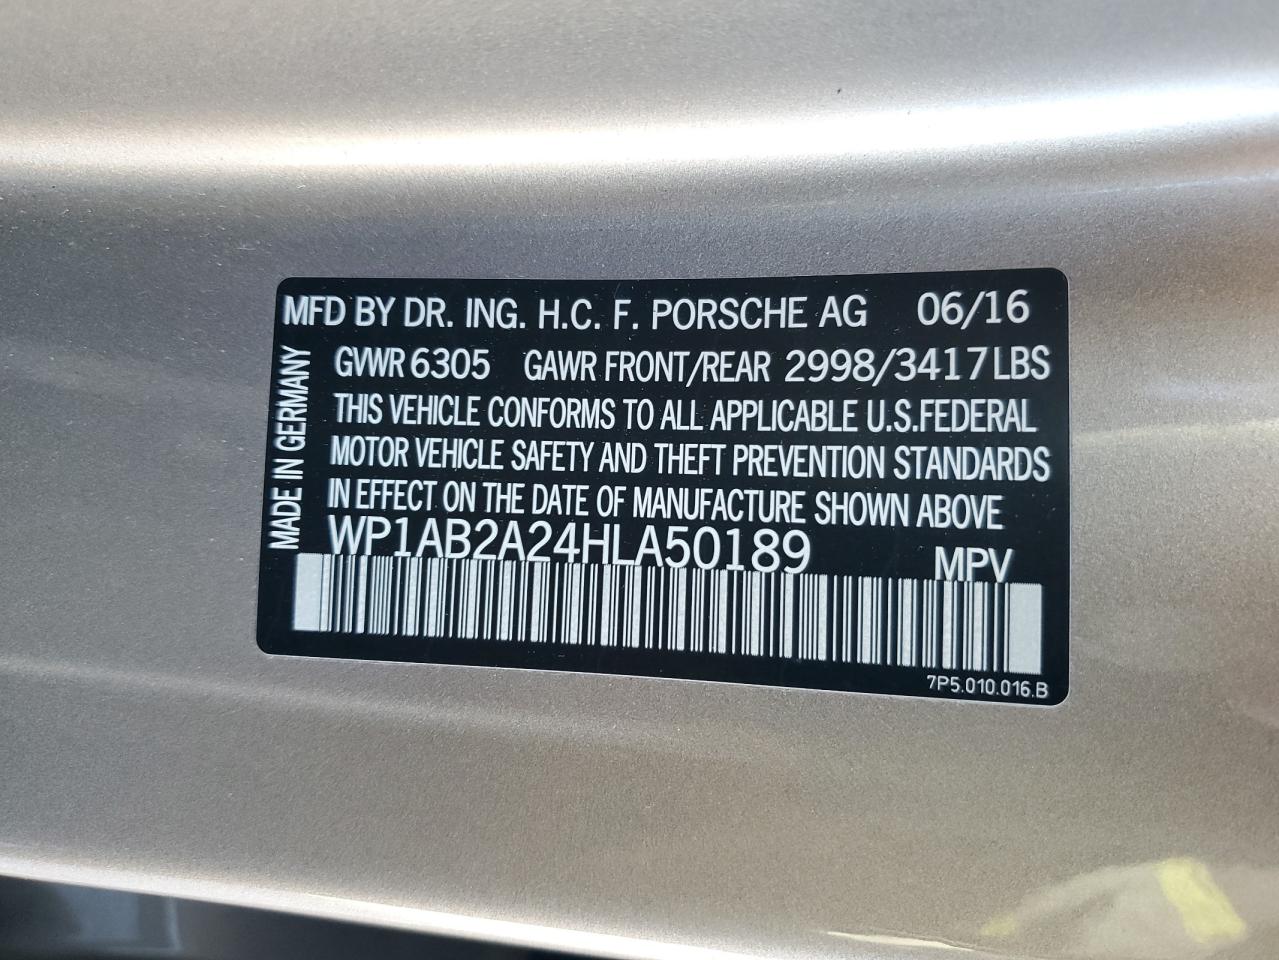 MFD BY DR. ING. H.C. F. PORSCHE AG 06/16
GVWR 6305 GAWR FRONT/REAR 2998/3417LBS
THIS VEHICLE CONFORMS TO ALL APPLICABLE U.S.FEDERAL
MOTOR VEHICLE SAFETY AND THEFT PREVENTION STANDARDS
IN EFFECT ON THE DATE OF MANUFACTURE SHOWN ABOVE
WP1AB2A24HLA50189 MPV
7P5.010.016.B
MADE IN GERMANY